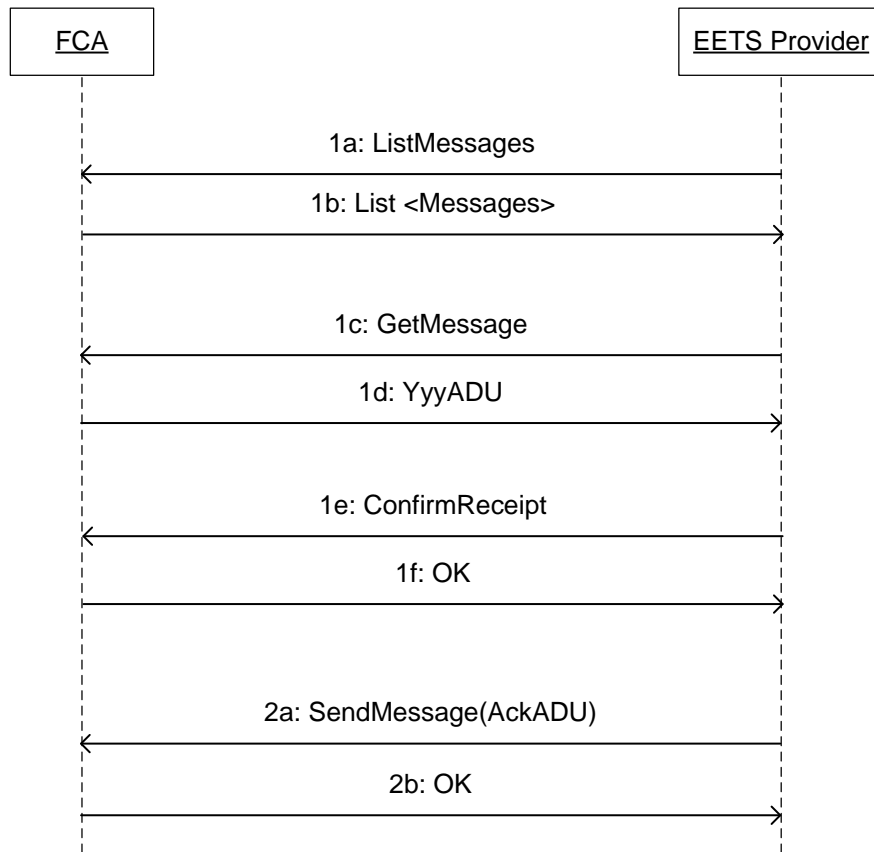 FCA
EETS Provider
1a: ListMessages
1b: List <Messages>
1c: GetMessage
1d: YyyADU
1e: ConfirmReceipt
1f: OK
2a: SendMessage(AckADU)
2b: OK